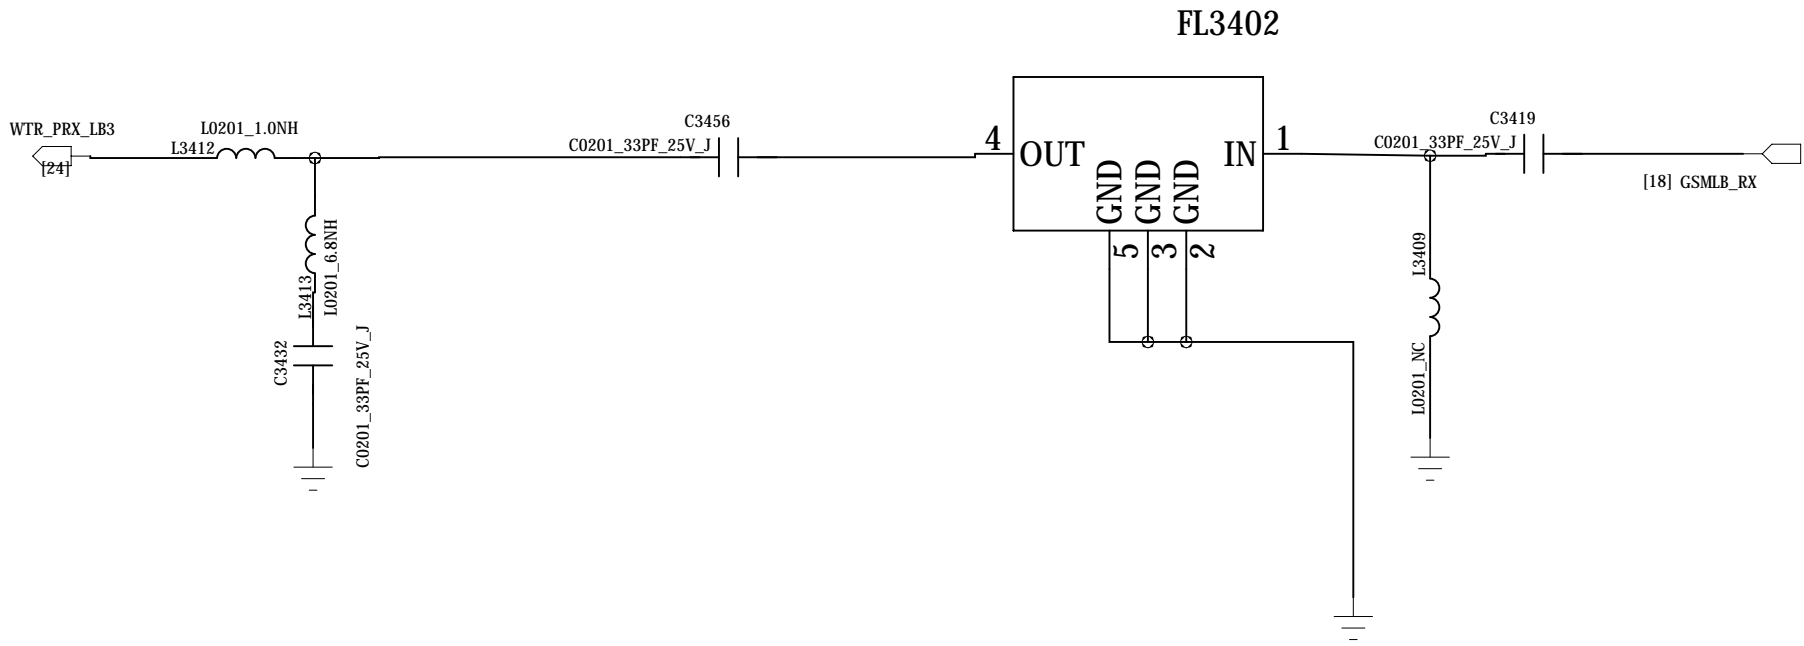 FL3402
WTR_PRX_LB3
[24]
L0201_1.0NH
L3412
C3456
C0201_33PF_25V_J
4
OUT
IN
1
GND
GND
GND
5
3
2
C3419
C0201_33PF_25V_J
[18] GSMLB_RX
L3413
L0201_6.8NH
C3432
C0201_33PF_25V_J
L3409
L0201_NC